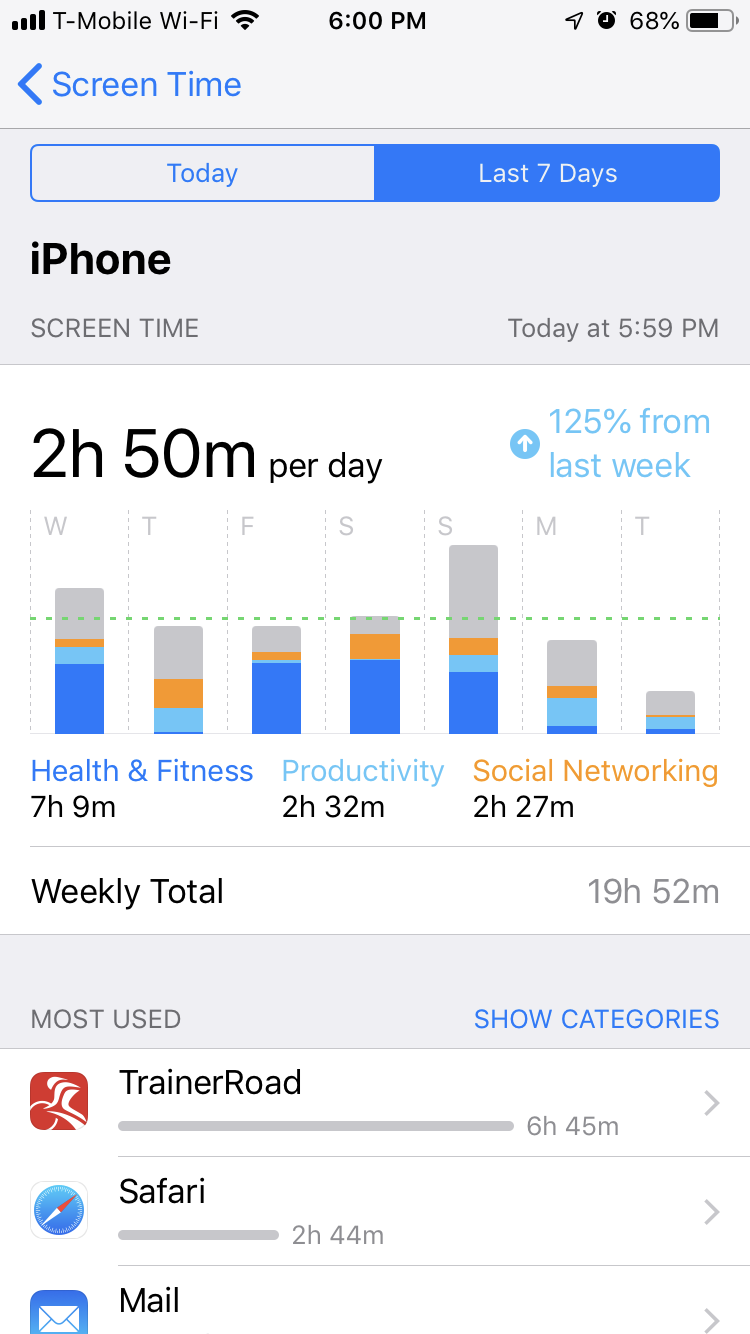 T-Mobile Wi-Fi 6:00 PM 68%
Screen Time
Today Last 7 Days
iPhone
SCREEN TIME Today at 5:59 PM
2h 50m per day 125% from
last week
W T F S S M T
Health & Fitness Productivity Social Networking
7h 9m 2h 32m 2h 27m
Weekly Total 19h 52m
MOST USED SHOW CATEGORIES
TrainerRoad
6h 45m
Safari
2h 44m
Mail